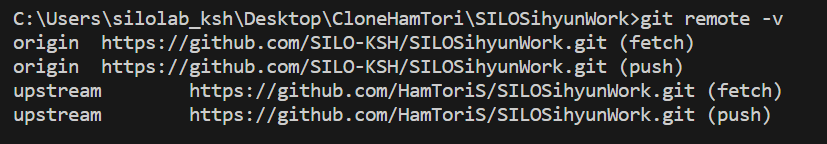 C:\Users\silolab_ksh\Desktop\CloneHamTori\SILOSihyunWork>git remote -v
origin  https://github.com/SILO-KSH/SILOSihyunWork.git (fetch)
origin  https://github.com/SILO-KSH/SILOSihyunWork.git (push)
upstream        https://github.com/HamToriS/SILOSihyunWork.git (fetch)
upstream        https://github.com/HamToriS/SILOSihyunWork.git (push)